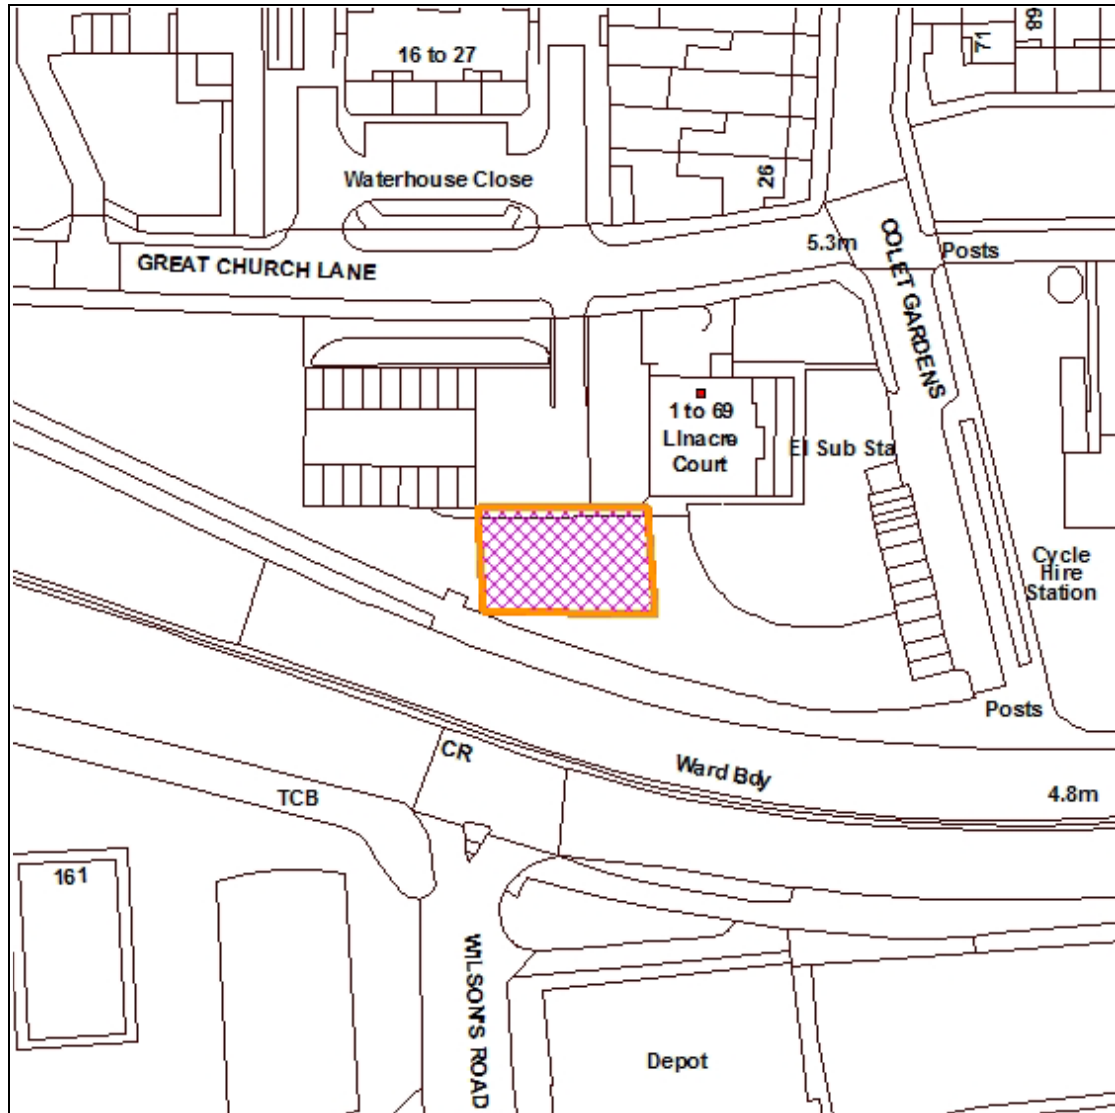 89
71
16 to 27
Waterhouse Close
26
5.3m
COLET GARDENS
Posts
GREAT CHURCH LANE
1 to 69
Linacre
Court
El Sub Sta
Cycle
Hire
Station
Posts
CR
Ward Bdy
TCB
4.8m
161
WILSON'S ROAD
Depot